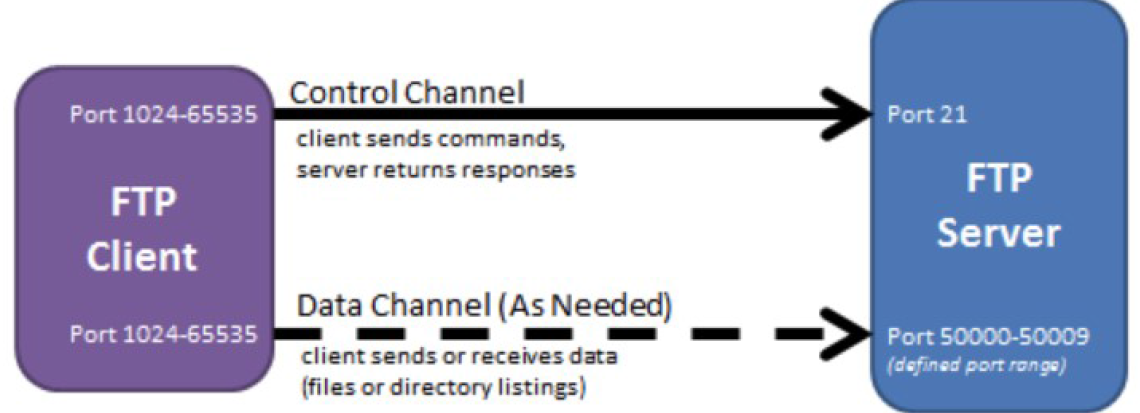 Control Channel
Port 1024-65535
Port 21
client sends commands,
server returns responses
FTP
Client
FTP
Server
Data Channel (As Needed)
Port 1024-65535
Port 50000-50009
(defined port range)
client sends or receives data
(files or directory listings)